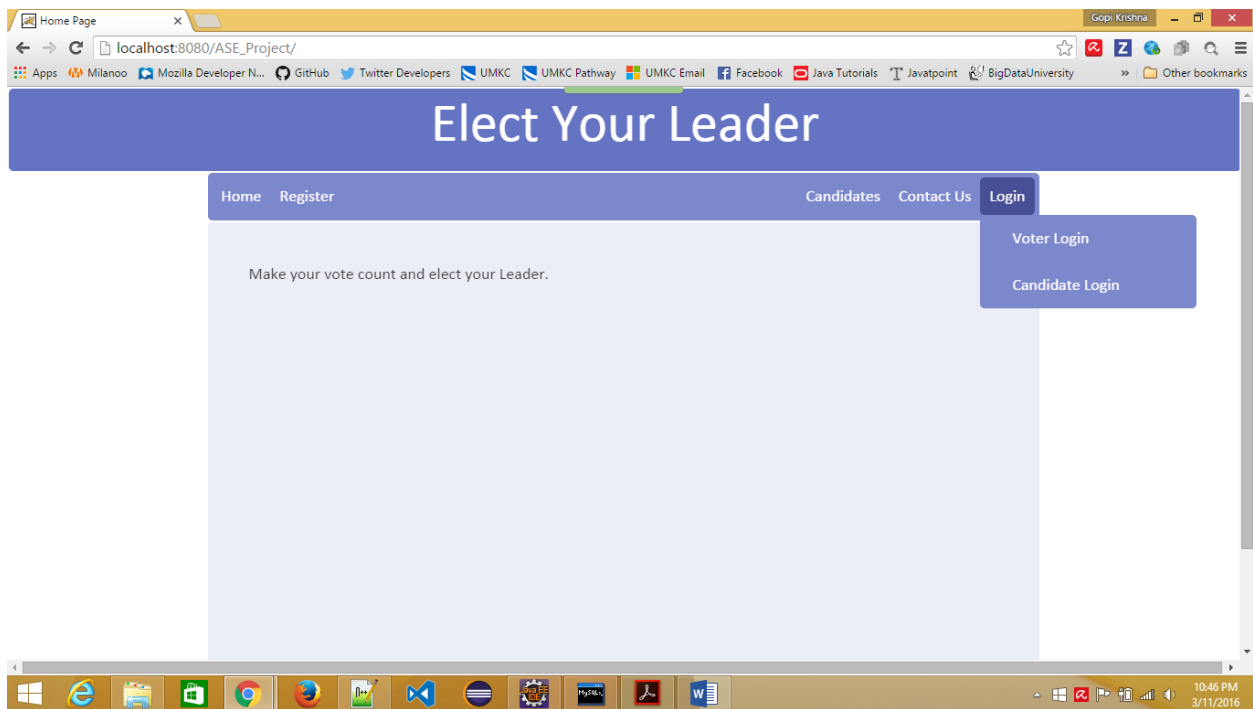 Home Page
Gopi Krishna
localhost:8080/ASE_Project/
Apps Milanoo Mozilla Developer N... GitHub Twitter Developers UMKC UMKC Pathway UMKC Email Facebook Java Tutorials Javatpoint BigDataUniversity » Other bookmarks
Elect Your Leader
Home Register Candidates Contact Us Login
Voter Login
Make your vote count and elect your Leader.
Candidate Login
10:46 PM
3/11/2016